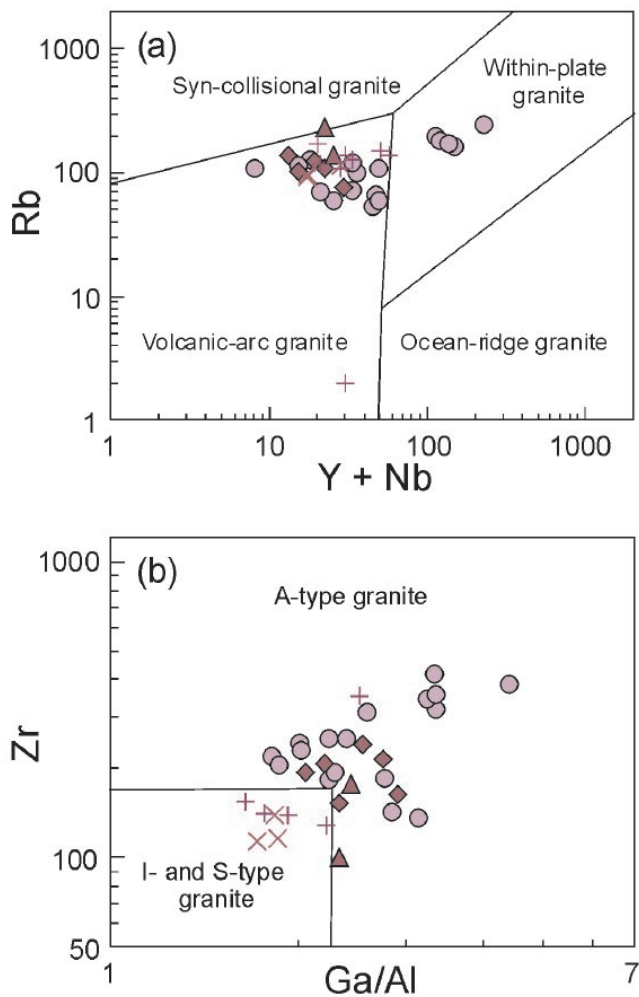 (a)
1000
Syn-collisional granite
Within-plate
granite
100
Rb
10
Volcanic-arc granite
Ocean-ridge granite
1
1
10
100
1000
Y + Nb
(b)
1000
A-type granite
Zr
100
I- and S-type
granite
50
1
7
Ga/Al